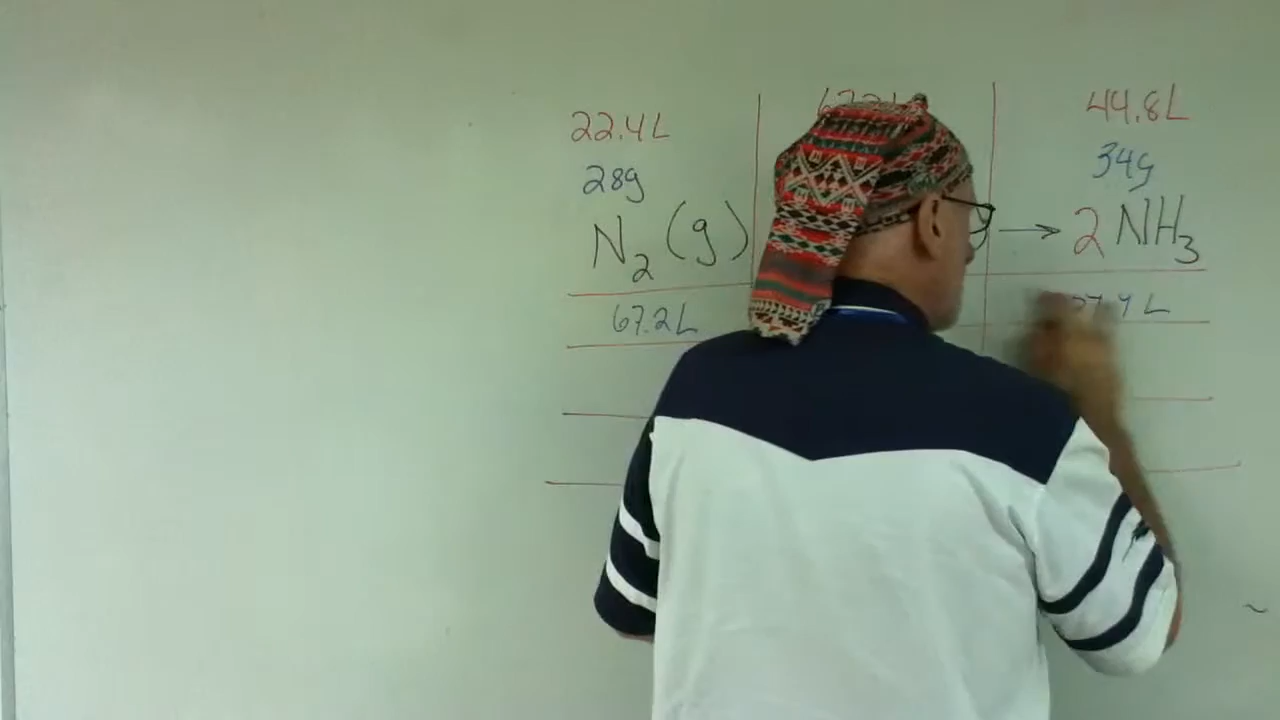 22.4L 44.8L
28g 34g
N₂(g) → 2NH₃
67.2L L